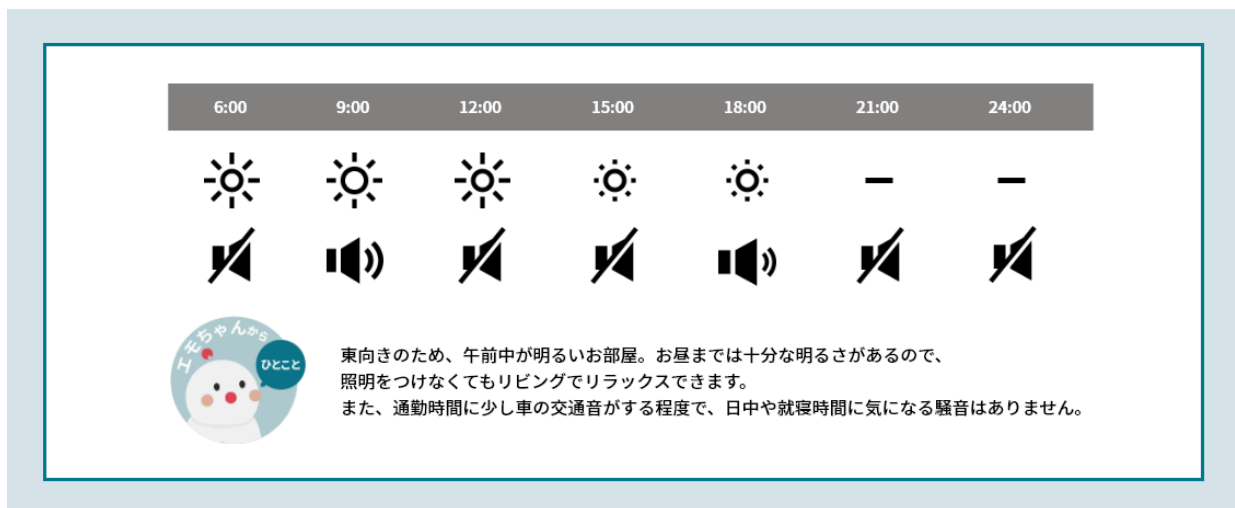 6:00 9:00 12:00 15:00 18:00 21:00 24:00
エモちゃんから
ひとこと
東向きのため、午前中が明るいお部屋。お昼までは十分な明るさがあるので、
照明をつけなくてもリビングでリラックスできます。
また、通勤時間に少し車の交通音がする程度で、日中や就寝時間に気になる騒音はありません。